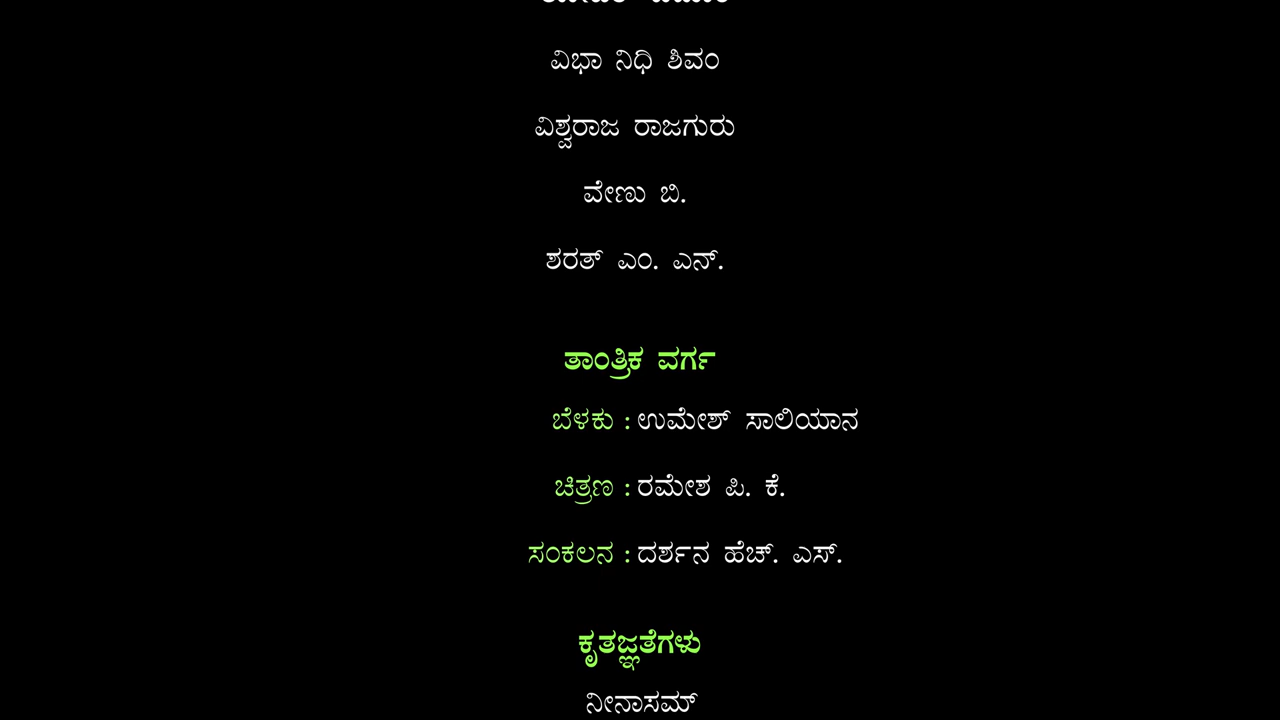 ವಿಭಾ ನಿಧಿ ಶಿವಂ
ವಿಶ್ವರಾಜ ರಾಜಗುರು
ವೇಣು ಬಿ.
ಶರತ್ ಎಂ. ಎನ್.
ತಾಂತ್ರಿಕ ವರ್ಗ
ಬೆಳಕು : ಉಮೇಶ್ ಸಾಲಿಯಾನ
ಚಿತ್ರಣ : ರಮೇಶ ಪಿ. ಕೆ.
ಸಂಕಲನ : ದರ್ಶನ ಹೆಚ್. ಎಸ್.
ಕೃತಜ್ಞತೆಗಳು
ನೀನಾಸಮ್